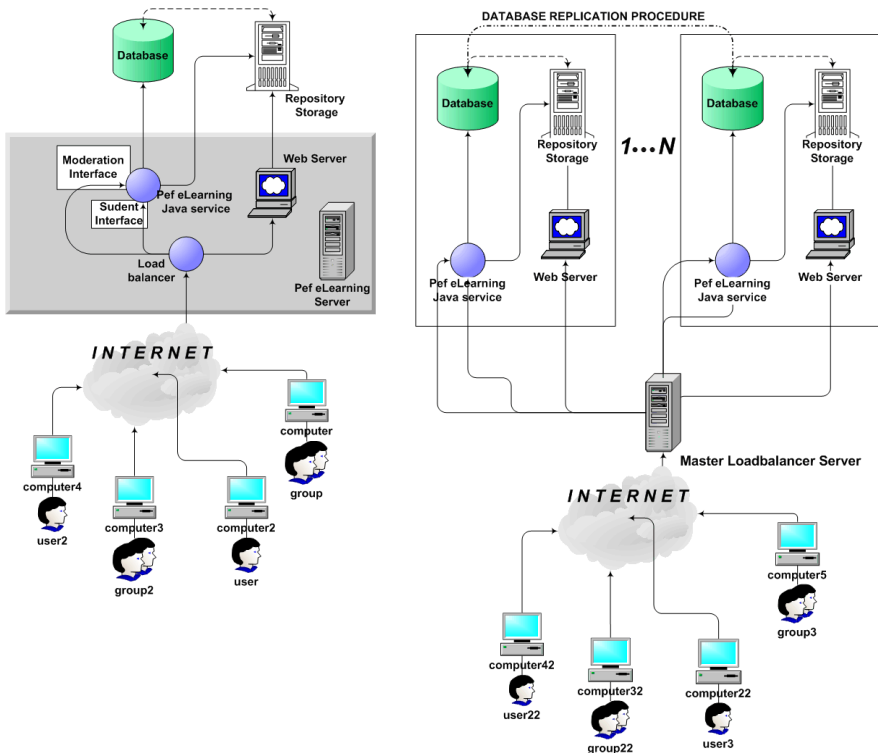 Database
Repository
Storage
Moderation
Interface
Web Server
Pef eLearning
Java service
Sudent
Interface
Load
balancer
Pef eLearning
Server
INTERNET
computer
group
computer4
user2
computer3
group2
computer2
user
DATABASE REPLICATION PROCEDURE
Database
Repository
Storage
1...N
Database
Repository
Storage
Pef eLearning
Java service
Web Server
Pef eLearning
Java service
Web Server
Master Loadbalancer Server
INTERNET
computer5
group3
computer42
user22
computer32
group22
computer22
user3